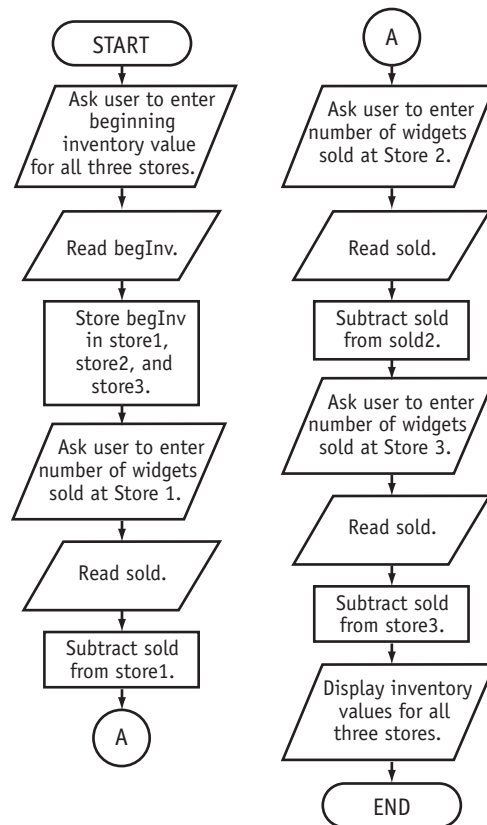 START
Ask user to enter
beginning
inventory value
for all three stores.
Read begInv.
Store begInv
in store1,
store2, and
store3.
Ask user to enter
number of widgets
sold at Store 1.
Read sold.
Subtract sold
from store1.
A
A
Ask user to enter
number of widgets
sold at Store 2.
Read sold.
Subtract sold
from sold2.
Ask user to enter
number of widgets
sold at Store 3.
Read sold.
Subtract sold
from store3.
Display inventory
values for all
three stores.
END